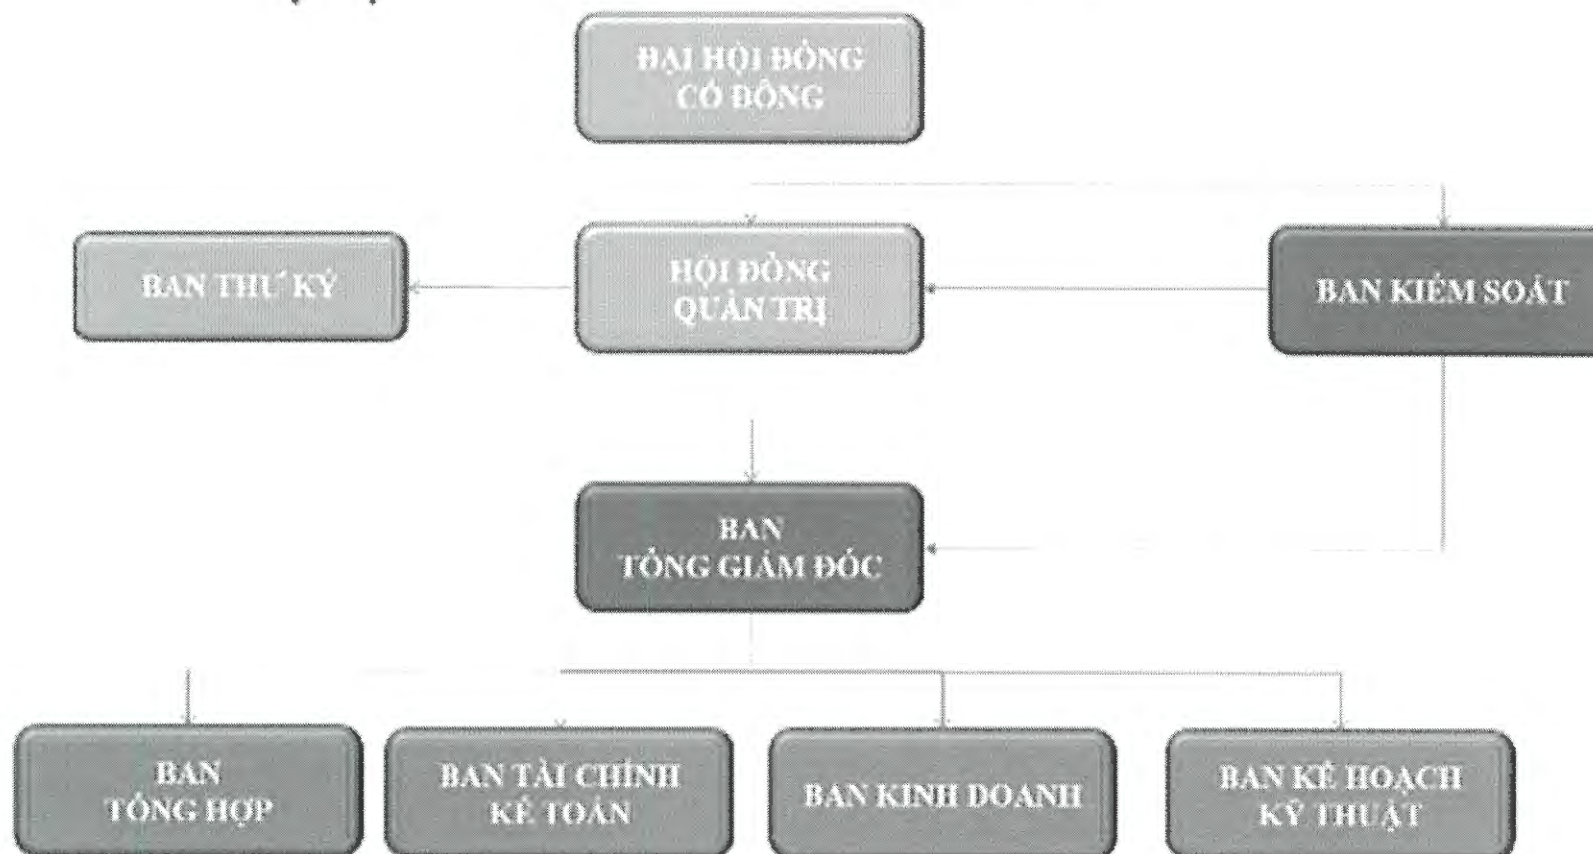 ĐẠI HỘI ĐỒNG
CỔ ĐÔNG
BAN THƯ KÝ
HỘI ĐỒNG
QUẢN TRỊ
BAN KIỂM SOÁT
BAN
TỔNG GIÁM ĐỐC
BAN
TỔNG HỢP
BAN TÀI CHÍNH
KẾ TOÁN
BAN KINH DOANH
BAN KẾ HOẠCH
KỸ THUẬT